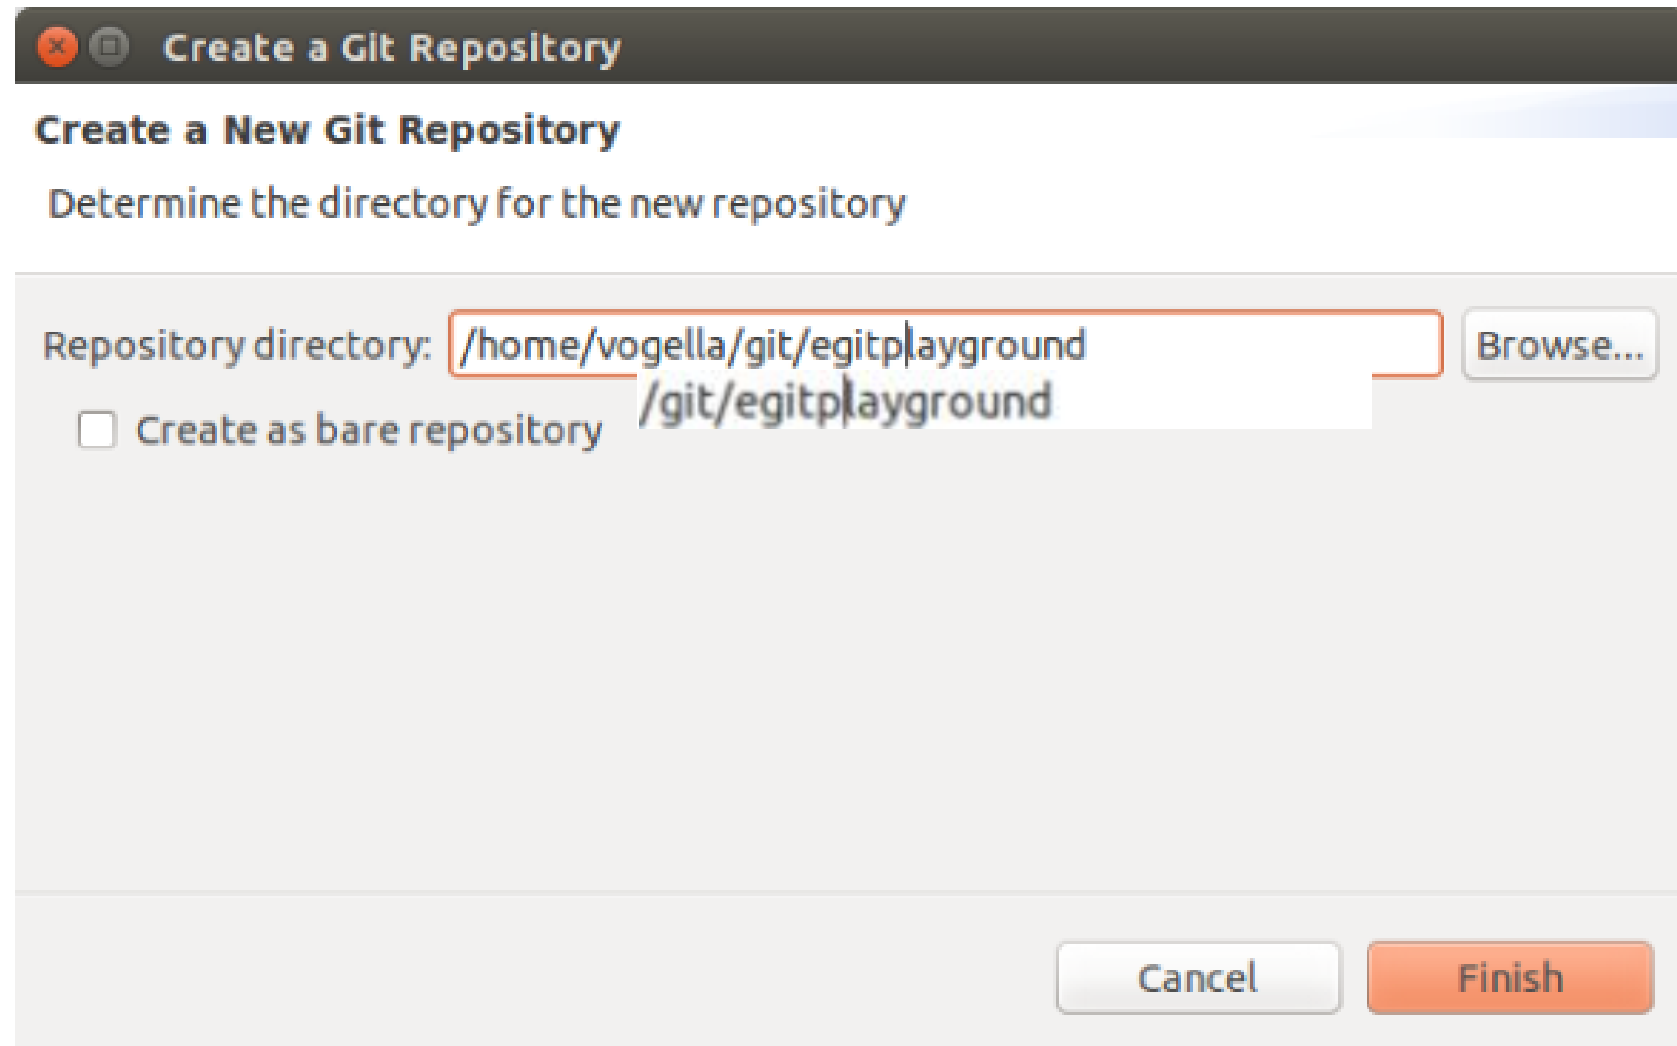 Create a Git Repository
Create a New Git Repository
Determine the directory for the new repository
Repository directory: /home/vogella/git/egitplayground Browse...
/git/egitplayground
Create as bare repository
Cancel Finish